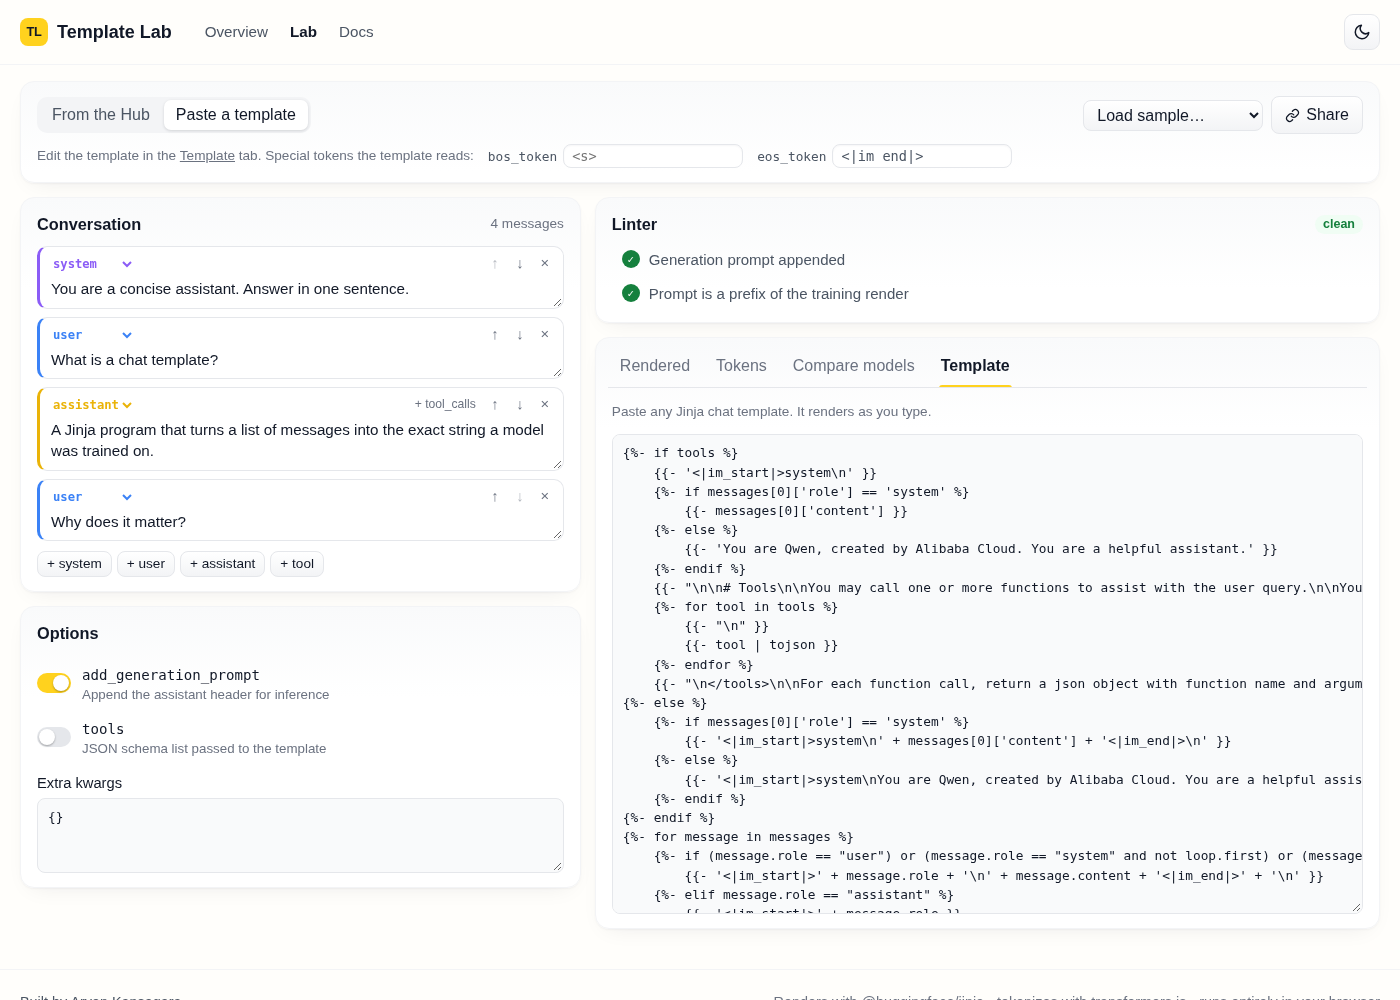 TL Template Lab Overview Lab Docs
From the Hub Paste a template Load sample… Share
Edit the template in the Template tab. Special tokens the template reads: bos_token <s> eos_token <|im_end|>
Conversation 4 messages
system ↑ ↓ ×
You are a concise assistant. Answer in one sentence.
user ↑ ↓ ×
What is a chat template?
assistant + tool_calls ↑ ↓ ×
A Jinja program that turns a list of messages into the exact string a model
was trained on.
user ↑ ↓ ×
Why does it matter?
+ system + user + assistant + tool
Options
add_generation_prompt
Append the assistant header for inference
tools
JSON schema list passed to the template
Extra kwargs
{}
Linter clean
Generation prompt appended
Prompt is a prefix of the training render
Rendered Tokens Compare models Template
Paste any Jinja chat template. It renders as you type.
{%- if tools %}
    {{- '<|im_start|>system\n' }}
    {%- if messages[0]['role'] == 'system' %}
        {{- messages[0]['content'] }}
    {%- else %}
        {{- 'You are Qwen, created by Alibaba Cloud. You are a helpful assistant.' }}
    {%- endif %}
    {{- "\n\n# Tools\n\nYou may call one or more functions to assist with the user query.\n\nYou
    {%- for tool in tools %}
        {{- "\n" }}
        {{- tool | tojson }}
    {%- endfor %}
    {{- "\n</tools>\n\nFor each function call, return a json object with function name and argum
{%- else %}
    {%- if messages[0]['role'] == 'system' %}
        {{- '<|im_start|>system\n' + messages[0]['content'] + '<|im_end|>\n' }}
    {%- else %}
        {{- '<|im_start|>system\nYou are Qwen, created by Alibaba Cloud. You are a helpful assis
    {%- endif %}
{%- endif %}
{%- for message in messages %}
    {%- if (message.role == "user") or (message.role == "system" and not loop.first) or (message
        {{- '<|im_start|>' + message.role + '\n' + message.content + '<|im_end|>' + '\n' }}
    {%- elif message.role == "assistant" %}
        {{- '<|im_start|>' + message.role }}